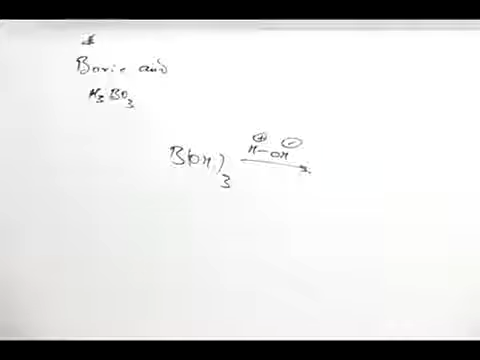 Boric acid
H₃BO₃
⊕ ⊖
H-OH
B(OH)₃ →